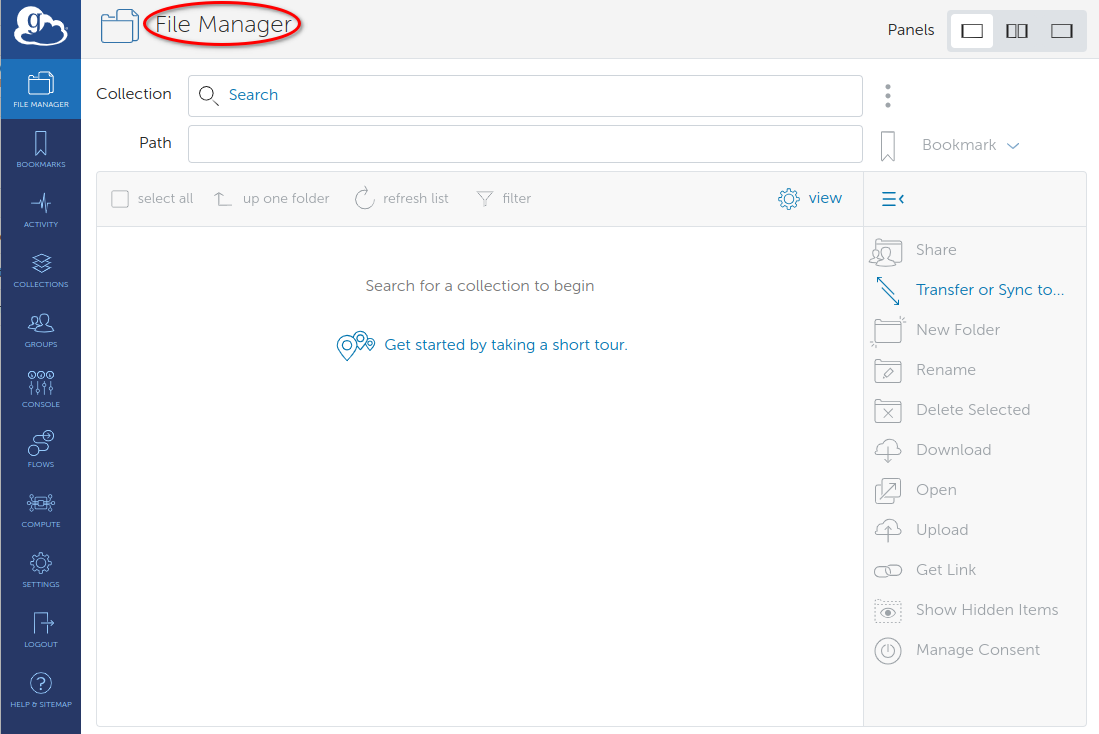 g
File Manager
Panels
FILE MANAGER
BOOKMARKS
ACTIVITY
COLLECTIONS
GROUPS
CONSOLE
FLOWS
COMPUTE
SETTINGS
LOGOUT
?
HELP & SITEMAP
Collection
Search
Path
Bookmark
select all
up one folder
refresh list
filter
view
Search for a collection to begin
Get started by taking a short tour.
Share
Transfer or Sync to...
New Folder
Rename
Delete Selected
Download
Open
Upload
Get Link
Show Hidden Items
Manage Consent